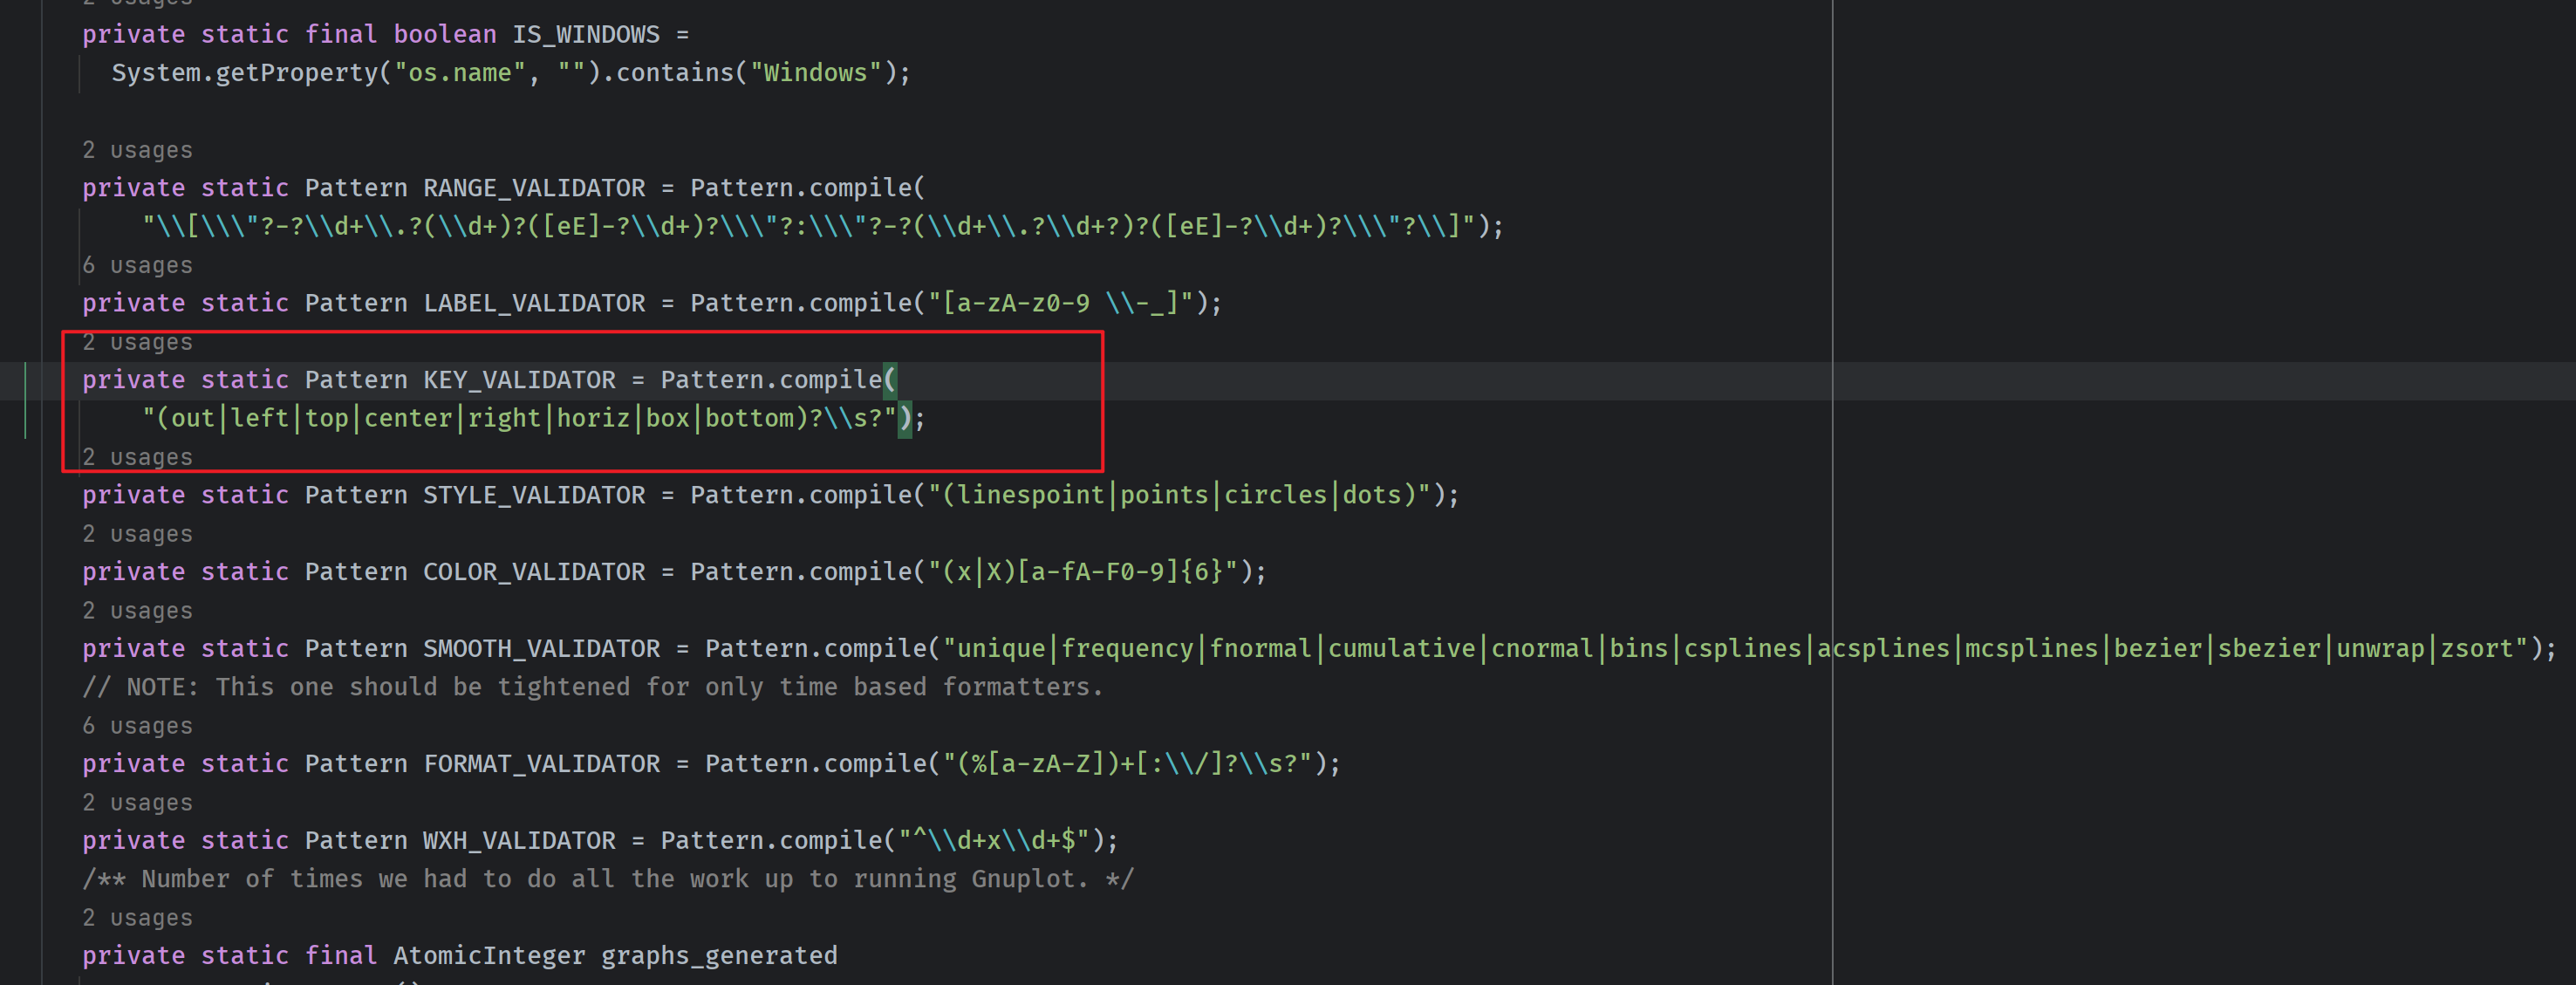 2 usages
private static final boolean IS_WINDOWS =
System.getProperty("os.name", "").contains("Windows");
2 usages
private static Pattern RANGE_VALIDATOR = Pattern.compile(
"\\[\\\"?-?\\d+\\.?(\\d+)?([eE]-?\\d+)?\\\"?:\\\"?-?(\\d+\\.?\\d+?)?([eE]-?\\d+)?\\\"?\\]");
6 usages
private static Pattern LABEL_VALIDATOR = Pattern.compile("[a-zA-z0-9 \\-_]");
2 usages
private static Pattern KEY_VALIDATOR = Pattern.compile(
"(out|left|top|center|right|horiz|box|bottom)?\\s?");
2 usages
private static Pattern STYLE_VALIDATOR = Pattern.compile("(linespoint|points|circles|dots)");
2 usages
private static Pattern COLOR_VALIDATOR = Pattern.compile("(x|X)[a-fA-F0-9]{6}");
2 usages
private static Pattern SMOOTH_VALIDATOR = Pattern.compile("unique|frequency|fnormal|cumulative|cnormal|bins|csplines|acsplines|mcsplines|bezier|sbezier|unwrap|zsort");
// NOTE: This one should be tightened for only time based formatters.
6 usages
private static Pattern FORMAT_VALIDATOR = Pattern.compile("(%[a-zA-Z])+[:\\/]?\\s?");
2 usages
private static Pattern WXH_VALIDATOR = Pattern.compile("^\\d+x\\d+$");
/** Number of times we had to do all the work up to running Gnuplot. */
2 usages
private static final AtomicInteger graphs_generated